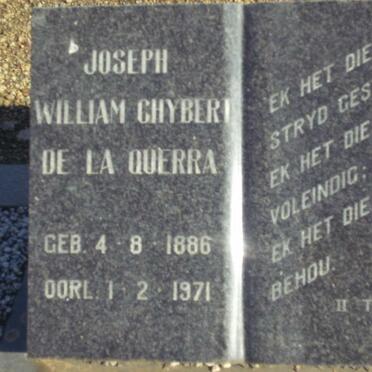 JOSEPH
WILLIAM GHYBERT
DE LA QUERRA
GEB. 4 · 8 · 1886
OORL. 1 · 2 · 1971
EK HET DIE
STRYD GES
EK HET DIE
VOLEINDIG;
EK HET DIE
BEHOU.
II T